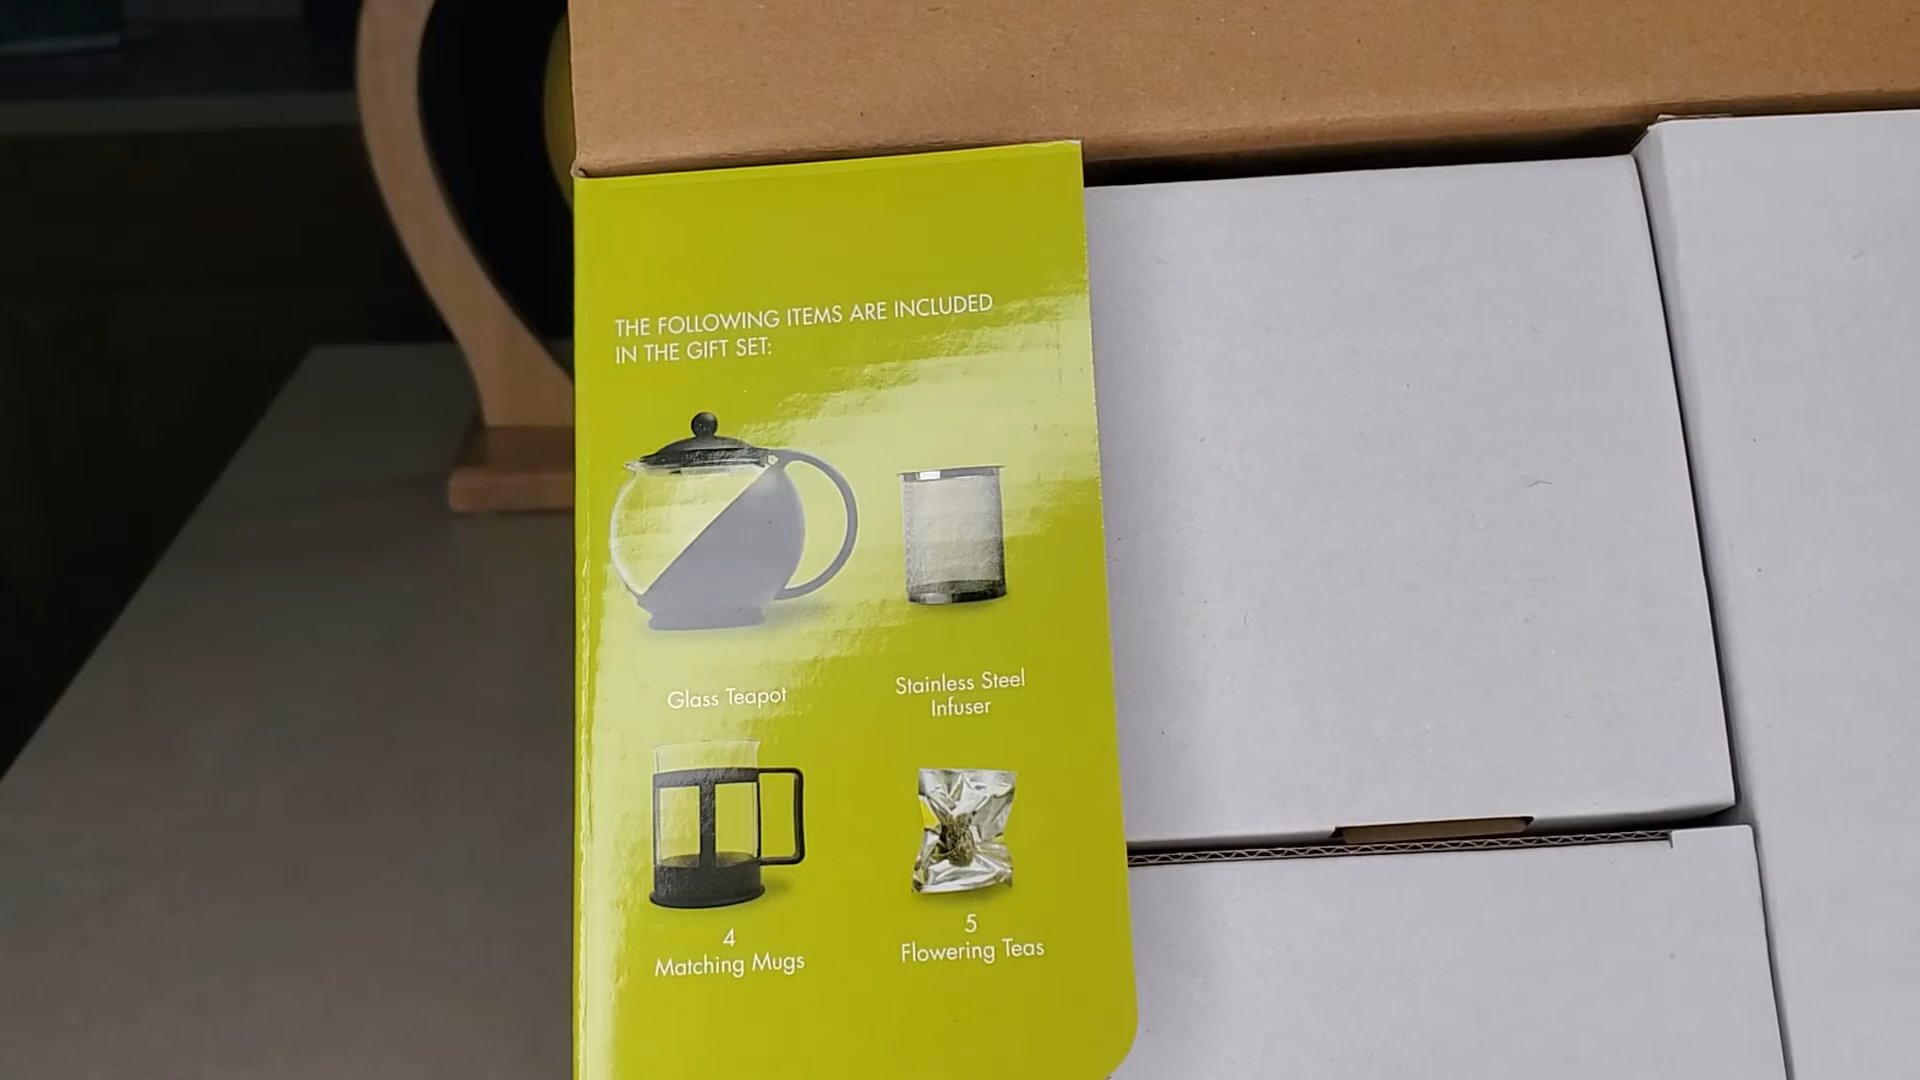 THE FOLLOWING ITEMS ARE INCLUDED
IN THE GIFT SET:
Glass Teapot
Stainless Steel
Infuser
4
Matching Mugs
5
Flowering Teas